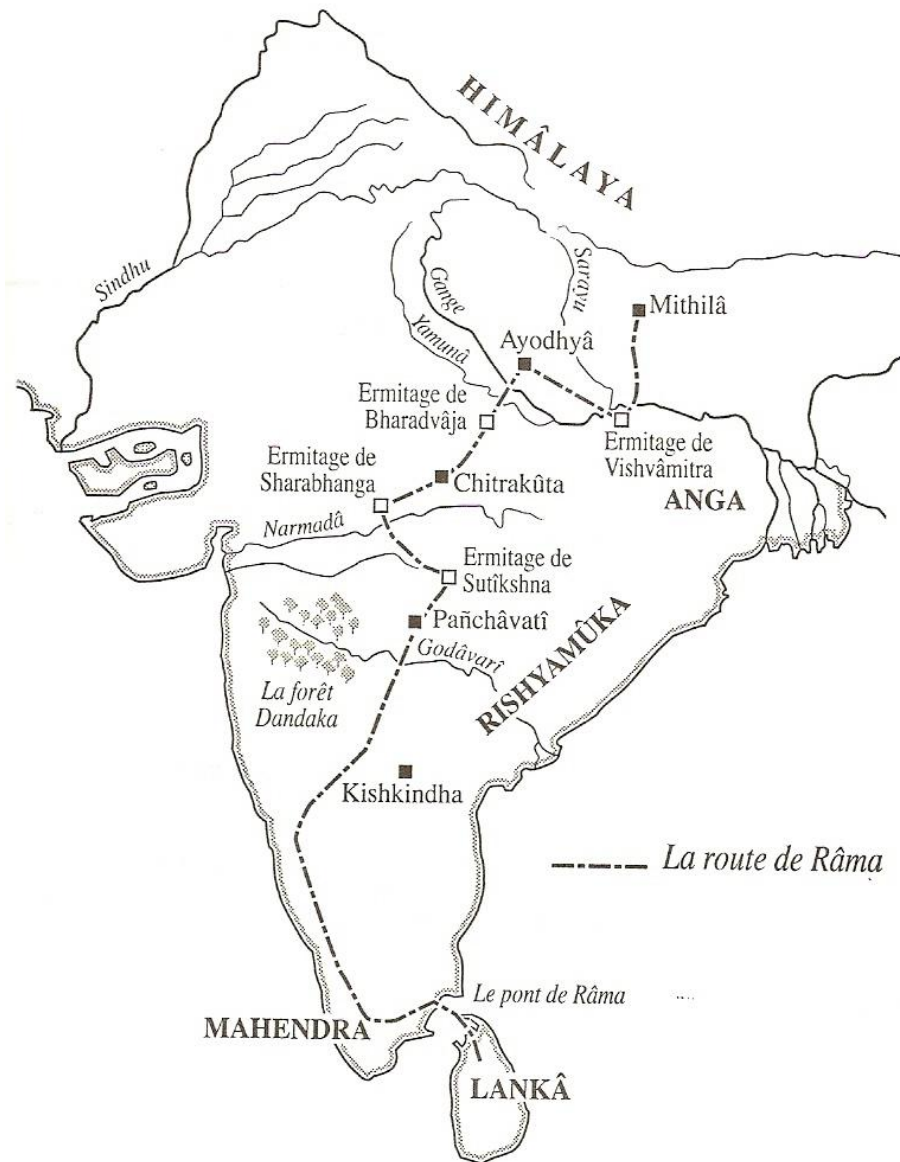 HIMÂLAYA
Sindhu
Gange
Yamunâ
Sarayu
Mithilâ
Ayodhyâ
Ermitage de
Bharadvâja
Ermitage de
Vishvâmitra
Ermitage de
Sharabhanga
Chitrakûta
ANGA
Narmadâ
Ermitage de
Sutîkshna
Pañchâvatî
Godâvarî
RISHYAMÛKA
La forêt
Dandaka
Kishkindha
La route de Râma
Le pont de Râma
MAHENDRA
LANKÂ